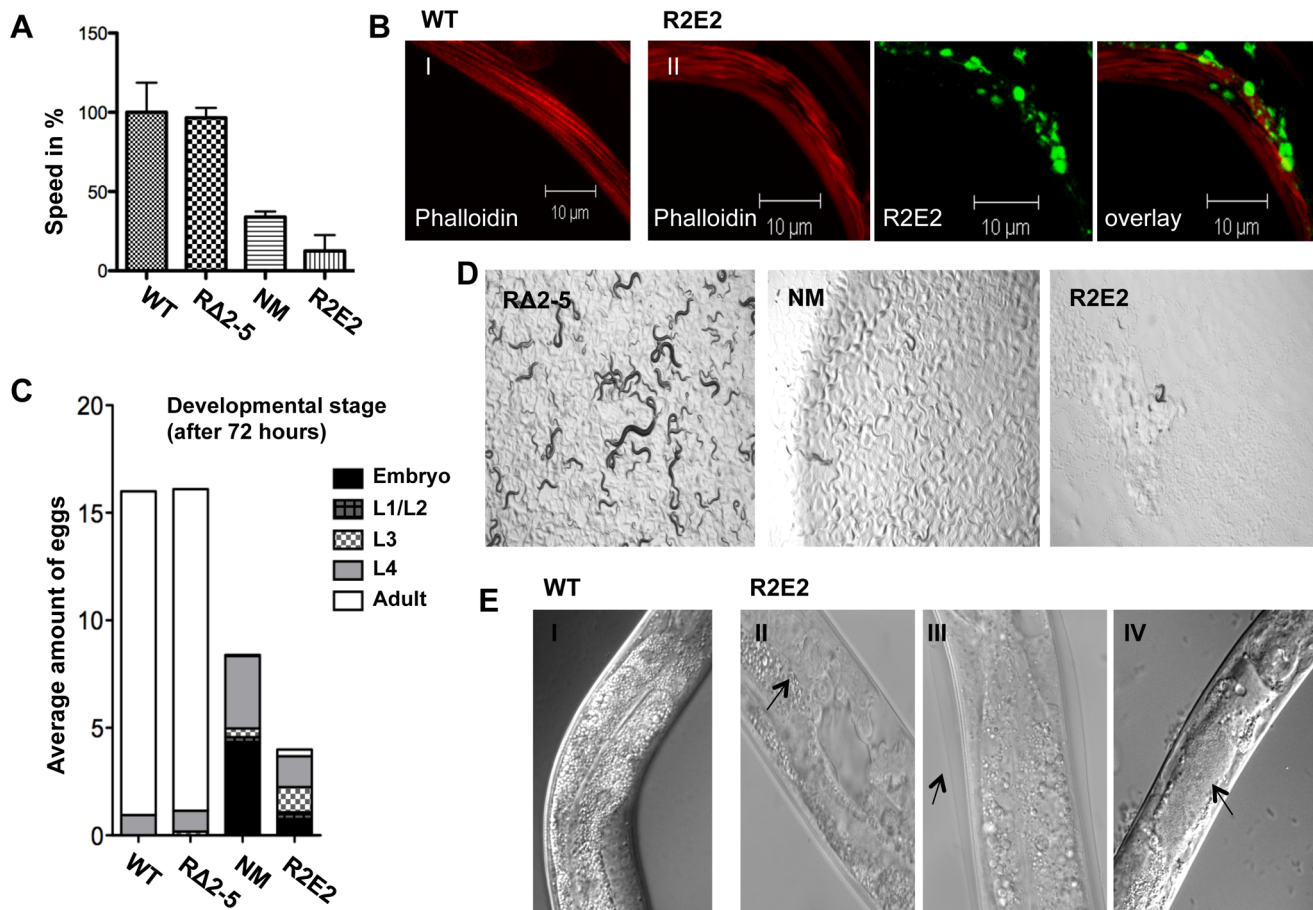 A
Speed in %
150
100
50
0
WT
RΔ2-5
NM
R2E2
B
WT
R2E2
I
Phalloidin
10 µm
II
Phalloidin
10 µm
R2E2
10 µm
overlay
10 µm
C
Average amount of eggs
20
15
10
5
0
Developmental stage
(after 72 hours)
Embryo
L1/L2
L3
L4
Adult
WT
RΔ2-5
NM
R2E2
D
RΔ2-5
NM
R2E2
E
WT
R2E2
I
II
III
IV